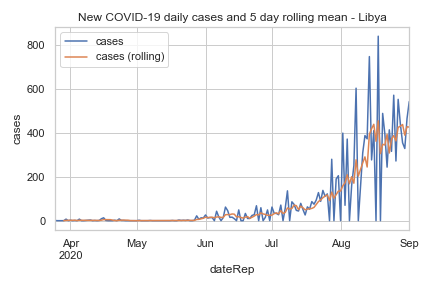 New COVID-19 daily cases and 5 day rolling mean - Libya
cases
cases (rolling)
800
600
400
200
0
cases
Apr
2020
May
Jun
Jul
Aug
Sep
dateRep